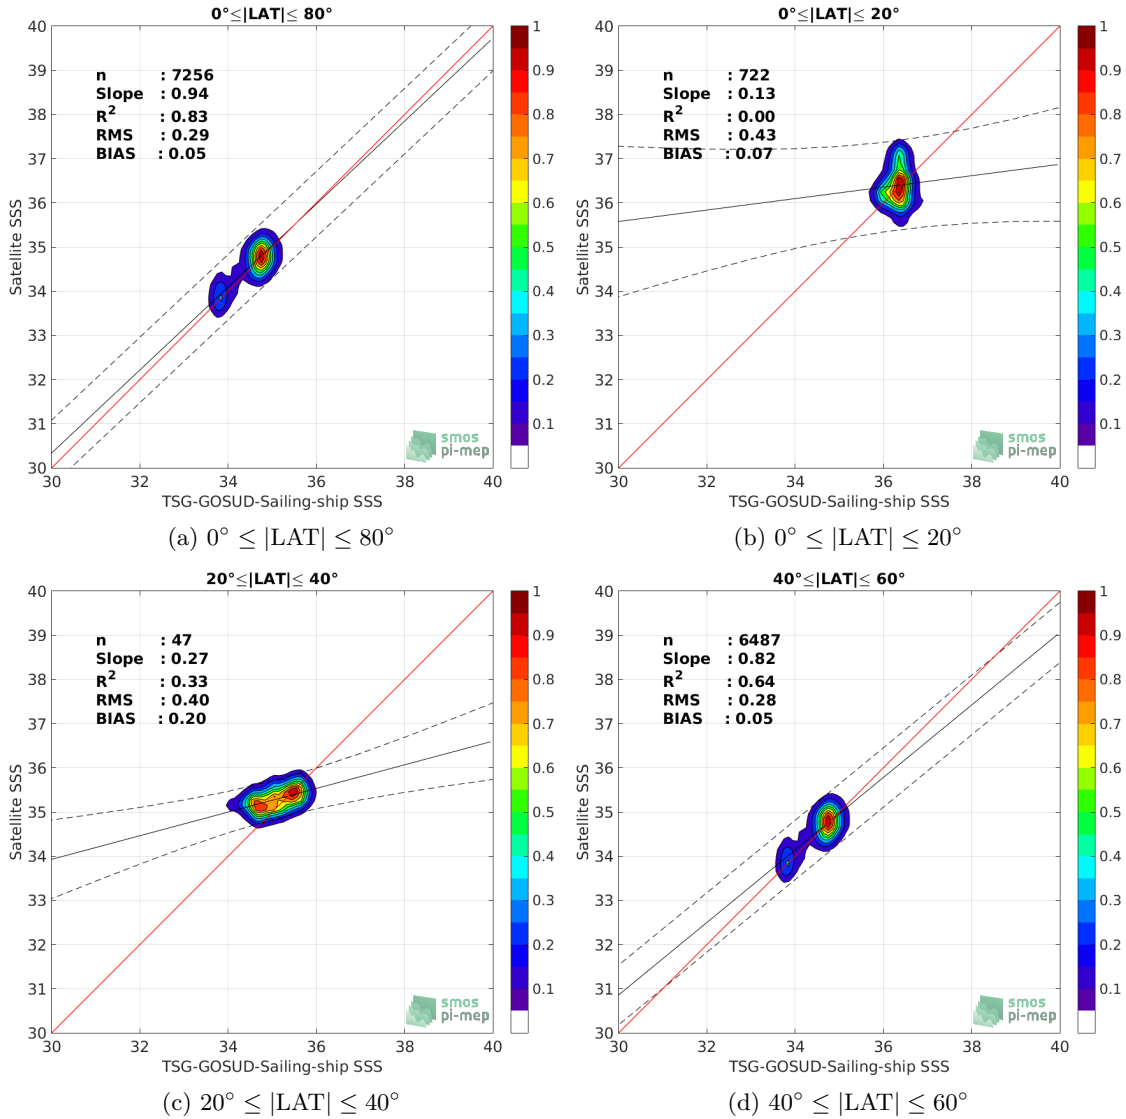 0°≤|LAT|≤ 80°
n : 7256
Slope : 0.94
R² : 0.83
RMS : 0.29
BIAS : 0.05
40
39
38
37
36
35
34
33
32
31
30
30 32 34 36 38 40
Satellite SSS
TSG-GOSUD-Sailing-ship SSS
1
0.9
0.8
0.7
0.6
0.5
0.4
0.3
0.2
0.1
smos
pi-mep
(a) 0° ≤ |LAT| ≤ 80°
0°≤|LAT|≤ 20°
n : 722
Slope : 0.13
R² : 0.00
RMS : 0.43
BIAS : 0.07
40
39
38
37
36
35
34
33
32
31
30
30 32 34 36 38 40
Satellite SSS
TSG-GOSUD-Sailing-ship SSS
1
0.9
0.8
0.7
0.6
0.5
0.4
0.3
0.2
0.1
smos
pi-mep
(b) 0° ≤ |LAT| ≤ 20°
20°≤|LAT|≤ 40°
n : 47
Slope : 0.27
R² : 0.33
RMS : 0.40
BIAS : 0.20
40
39
38
37
36
35
34
33
32
31
30
30 32 34 36 38 40
Satellite SSS
TSG-GOSUD-Sailing-ship SSS
1
0.9
0.8
0.7
0.6
0.5
0.4
0.3
0.2
0.1
smos
pi-mep
(c) 20° ≤ |LAT| ≤ 40°
40°≤|LAT|≤ 60°
n : 6487
Slope : 0.82
R² : 0.64
RMS : 0.28
BIAS : 0.05
40
39
38
37
36
35
34
33
32
31
30
30 32 34 36 38 40
Satellite SSS
TSG-GOSUD-Sailing-ship SSS
1
0.9
0.8
0.7
0.6
0.5
0.4
0.3
0.2
0.1
smos
pi-mep
(d) 40° ≤ |LAT| ≤ 60°